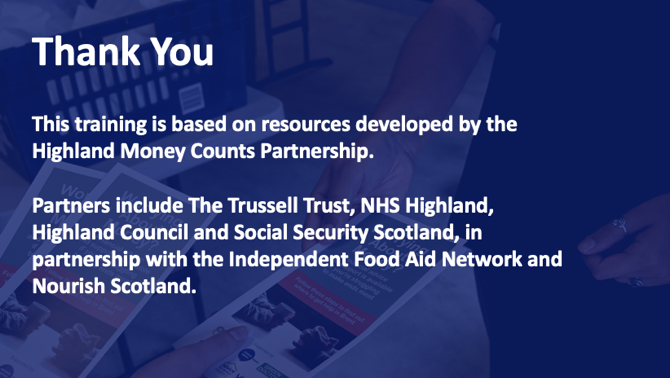 Thank You
This training is based on resources developed by the
Highland Money Counts Partnership.
Partners include The Trussell Trust, NHS Highland,
Highland Council and Social Security Scotland, in
partnership with the Independent Food Aid Network and
Nourish Scotland.